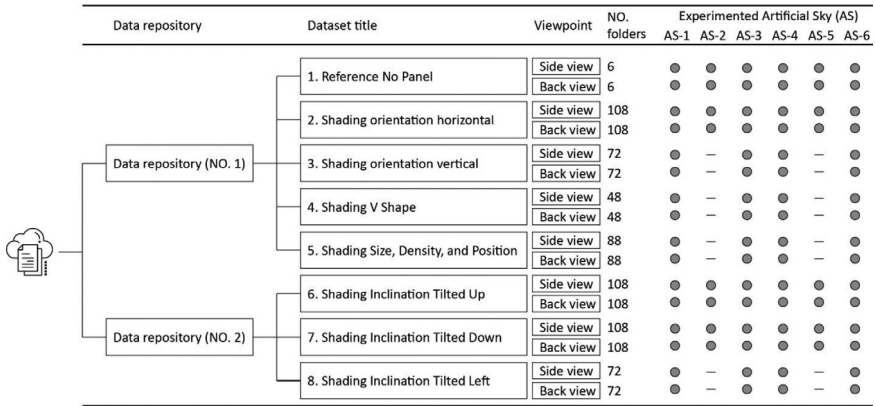 Data repository Dataset title Viewpoint NO. folders Experimented Artificial Sky (AS)
AS-1 AS-2 AS-3 AS-4 AS-5 AS-6
Data repository (NO. 1)
1. Reference No Panel
Side view 6
Back view 6
2. Shading orientation horizontal
Side view 108
Back view 108
3. Shading orientation vertical
Side view 72 – –
Back view 72 – –
4. Shading V Shape
Side view 48 – –
Back view 48 – –
5. Shading Size, Density, and Position
Side view 88 – –
Back view 88 – –
Data repository (NO. 2)
6. Shading Inclination Tilted Up
Side view 108
Back view 108
7. Shading Inclination Tilted Down
Side view 108
Back view 108
8. Shading Inclination Tilted Left
Side view 72 – –
Back view 72 – –